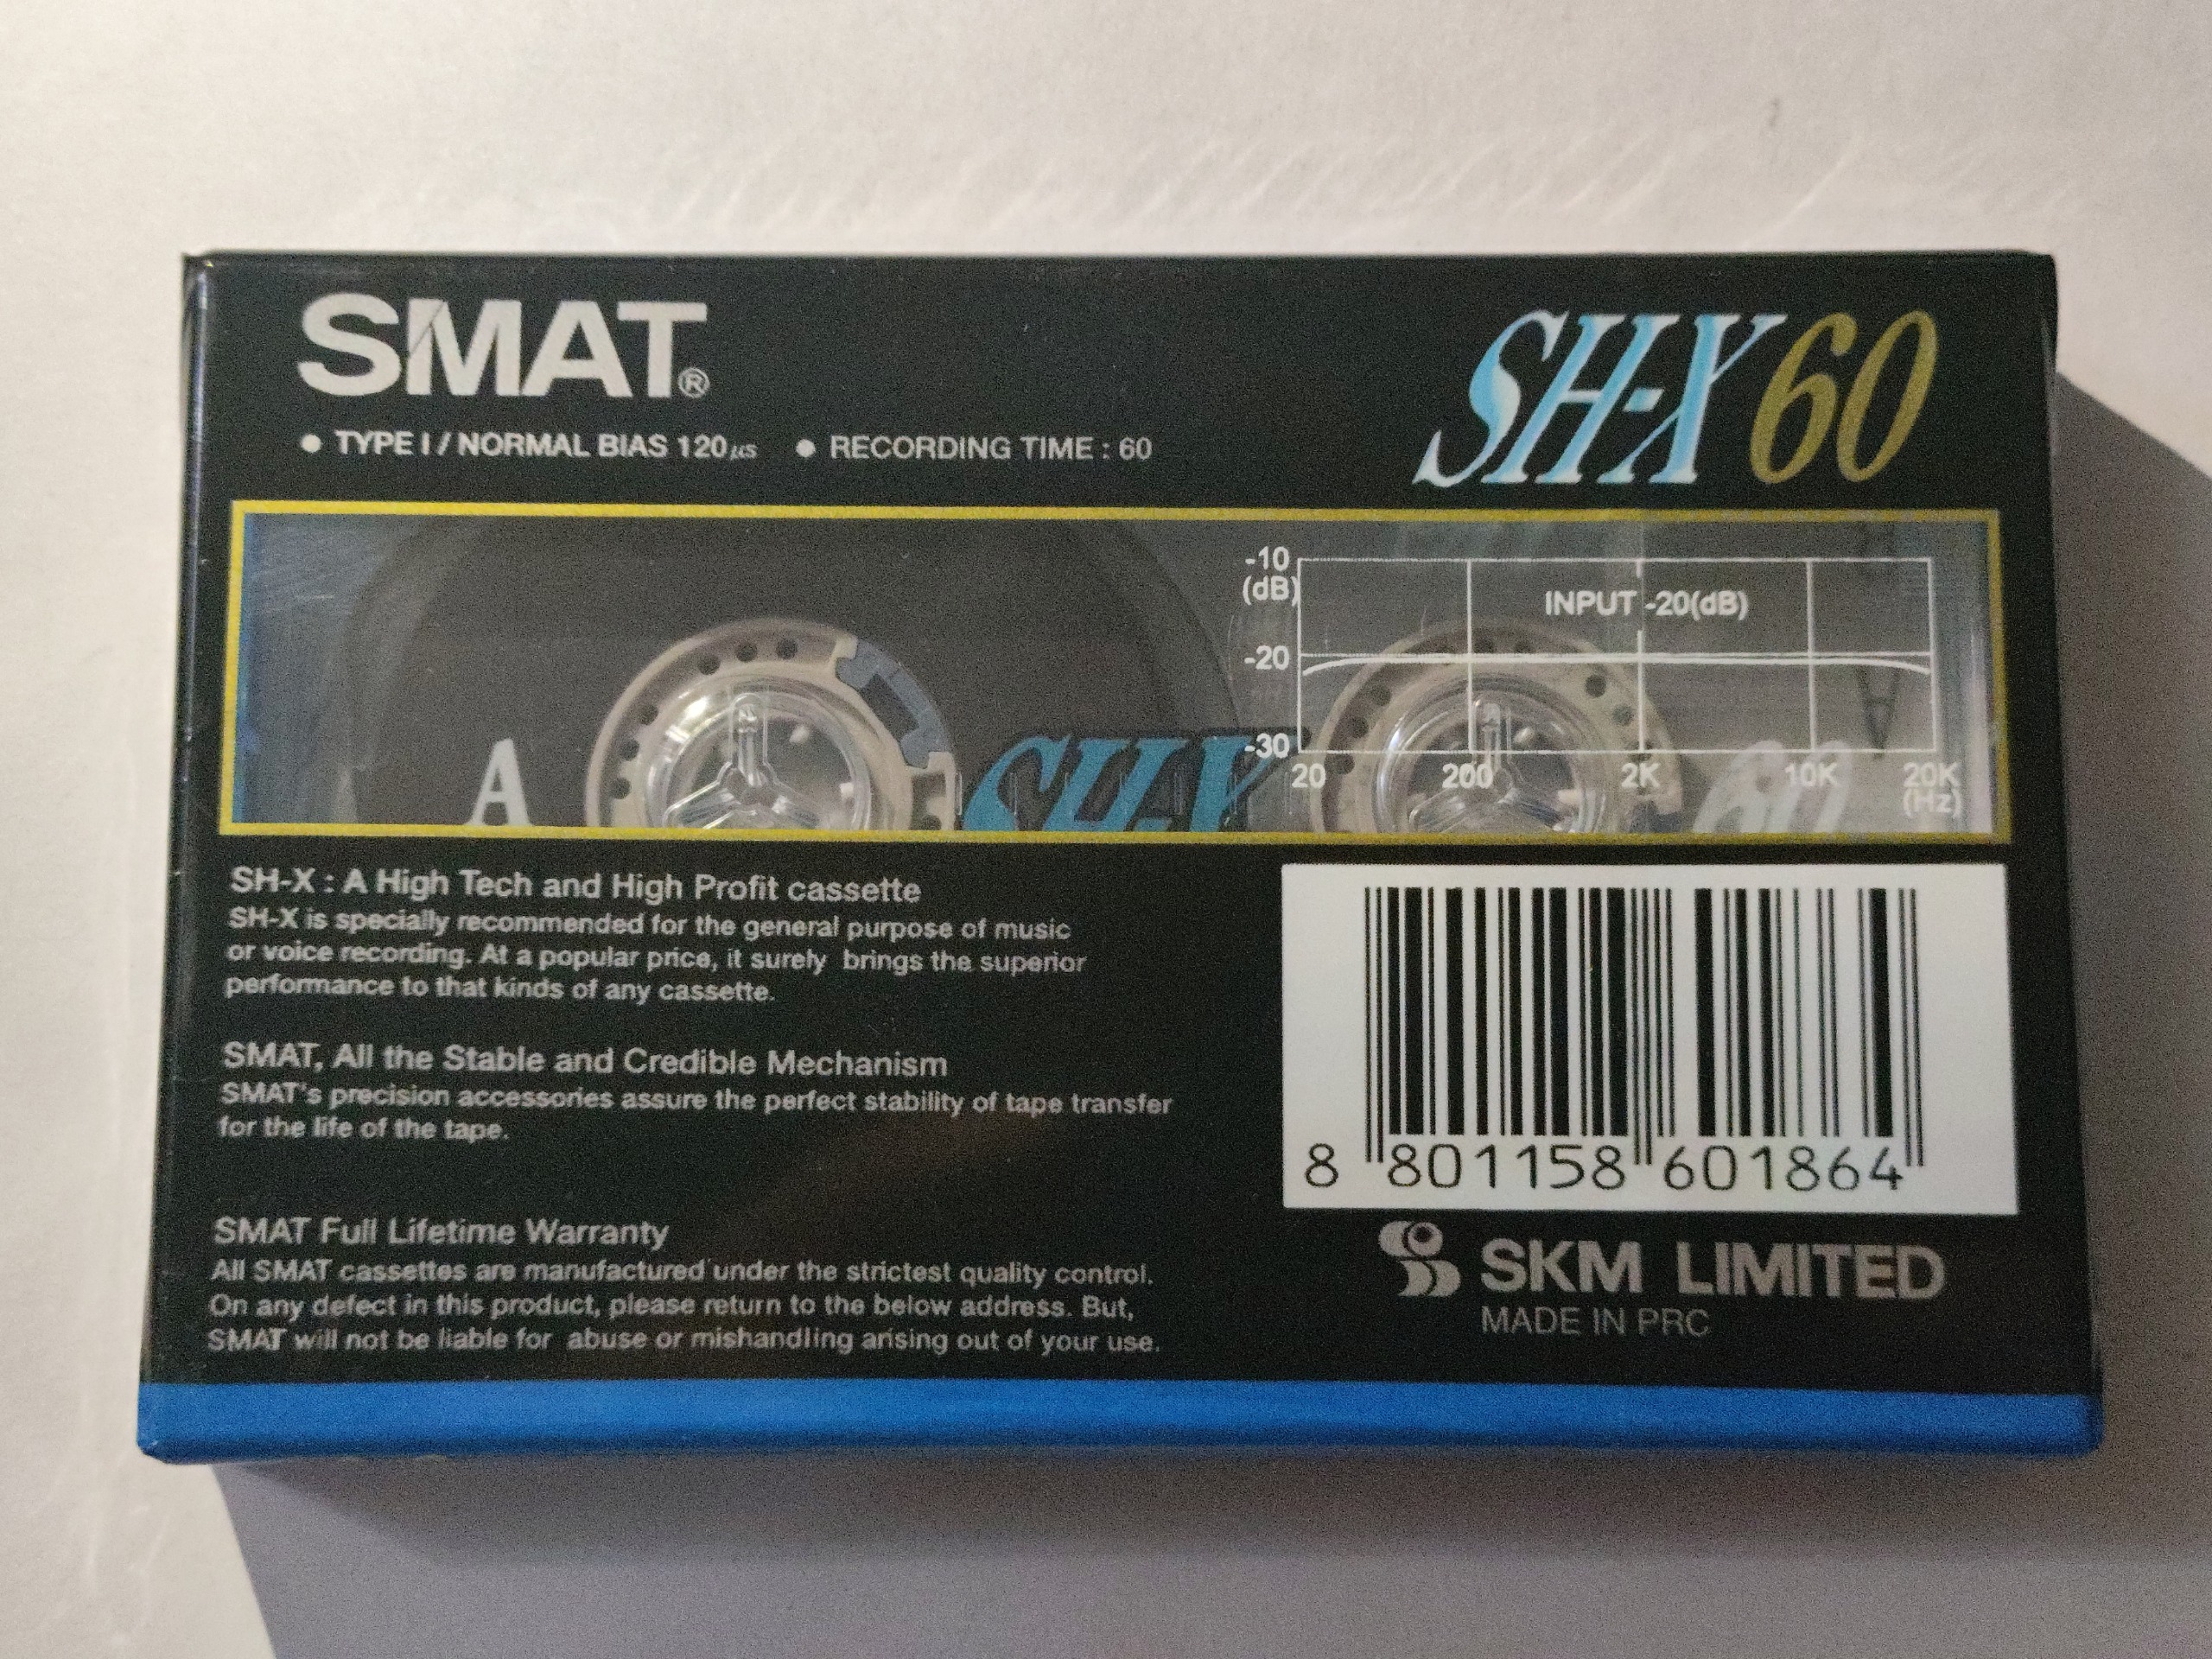 SMAT®
SH-X 60
● TYPE I / NORMAL BIAS 120µs ● RECORDING TIME : 60
-10
(dB)
INPUT -20(dB)
-20
-30
20 200 2K 10K 20K
(Hz)
A
SH-X
60
SH-X : A High Tech and High Profit cassette
SH-X is specially recommended for the general purpose of music
or voice recording. At a popular price, it surely brings the superior
performance to that kinds of any cassette.
SMAT, All the Stable and Credible Mechanism
SMAT's precision accessories assure the perfect stability of tape transfer
for the life of the tape.
SMAT Full Lifetime Warranty
All SMAT cassettes are manufactured under the strictest quality control.
On any defect in this product, please return to the below address. But,
SMAT will not be liable for abuse or mishandling arising out of your use.
8 801158 601864
SKM LIMITED
MADE IN PRC